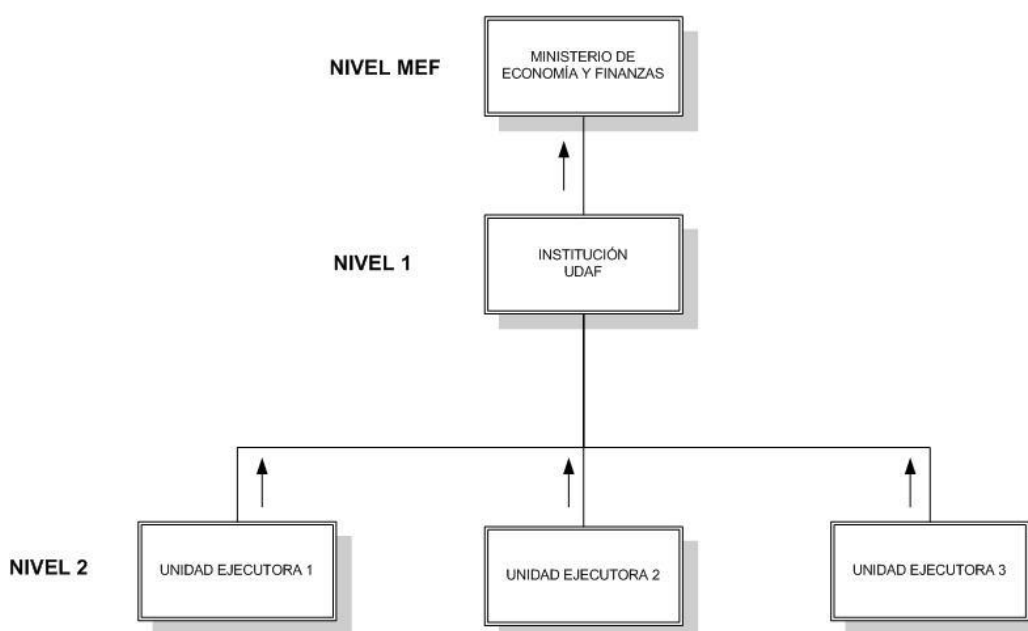 NIVEL MEF
MINISTERIO DE
ECONOMÍA Y FINANZAS
NIVEL 1
INSTITUCIÓN
UDAF
NIVEL 2
UNIDAD EJECUTORA 1
UNIDAD EJECUTORA 2
UNIDAD EJECUTORA 3